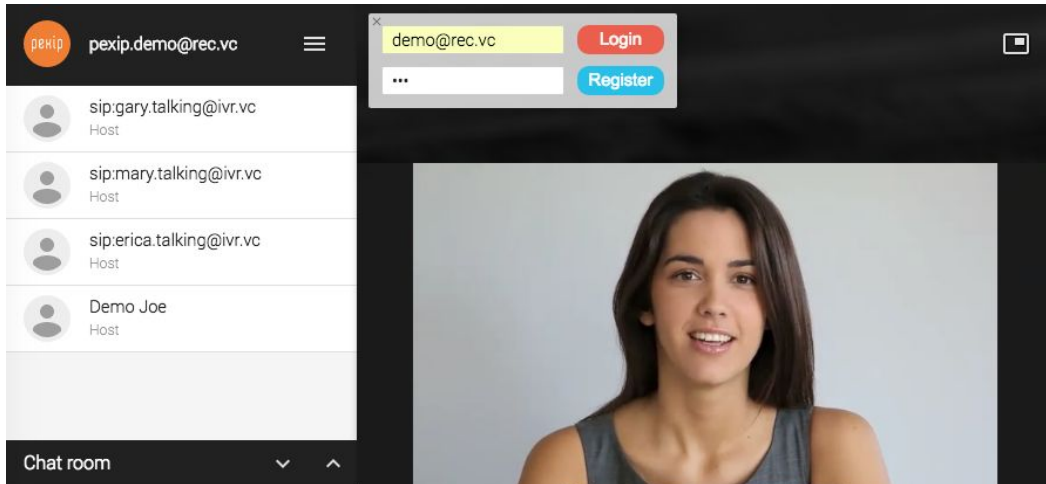 pexip
pexip.demo@rec.vc
sip:gary.talking@ivr.vc
Host
sip:mary.talking@ivr.vc
Host
sip:erica.talking@ivr.vc
Host
Demo Joe
Host
Chat room
demo@rec.vc
Login
•••
Register